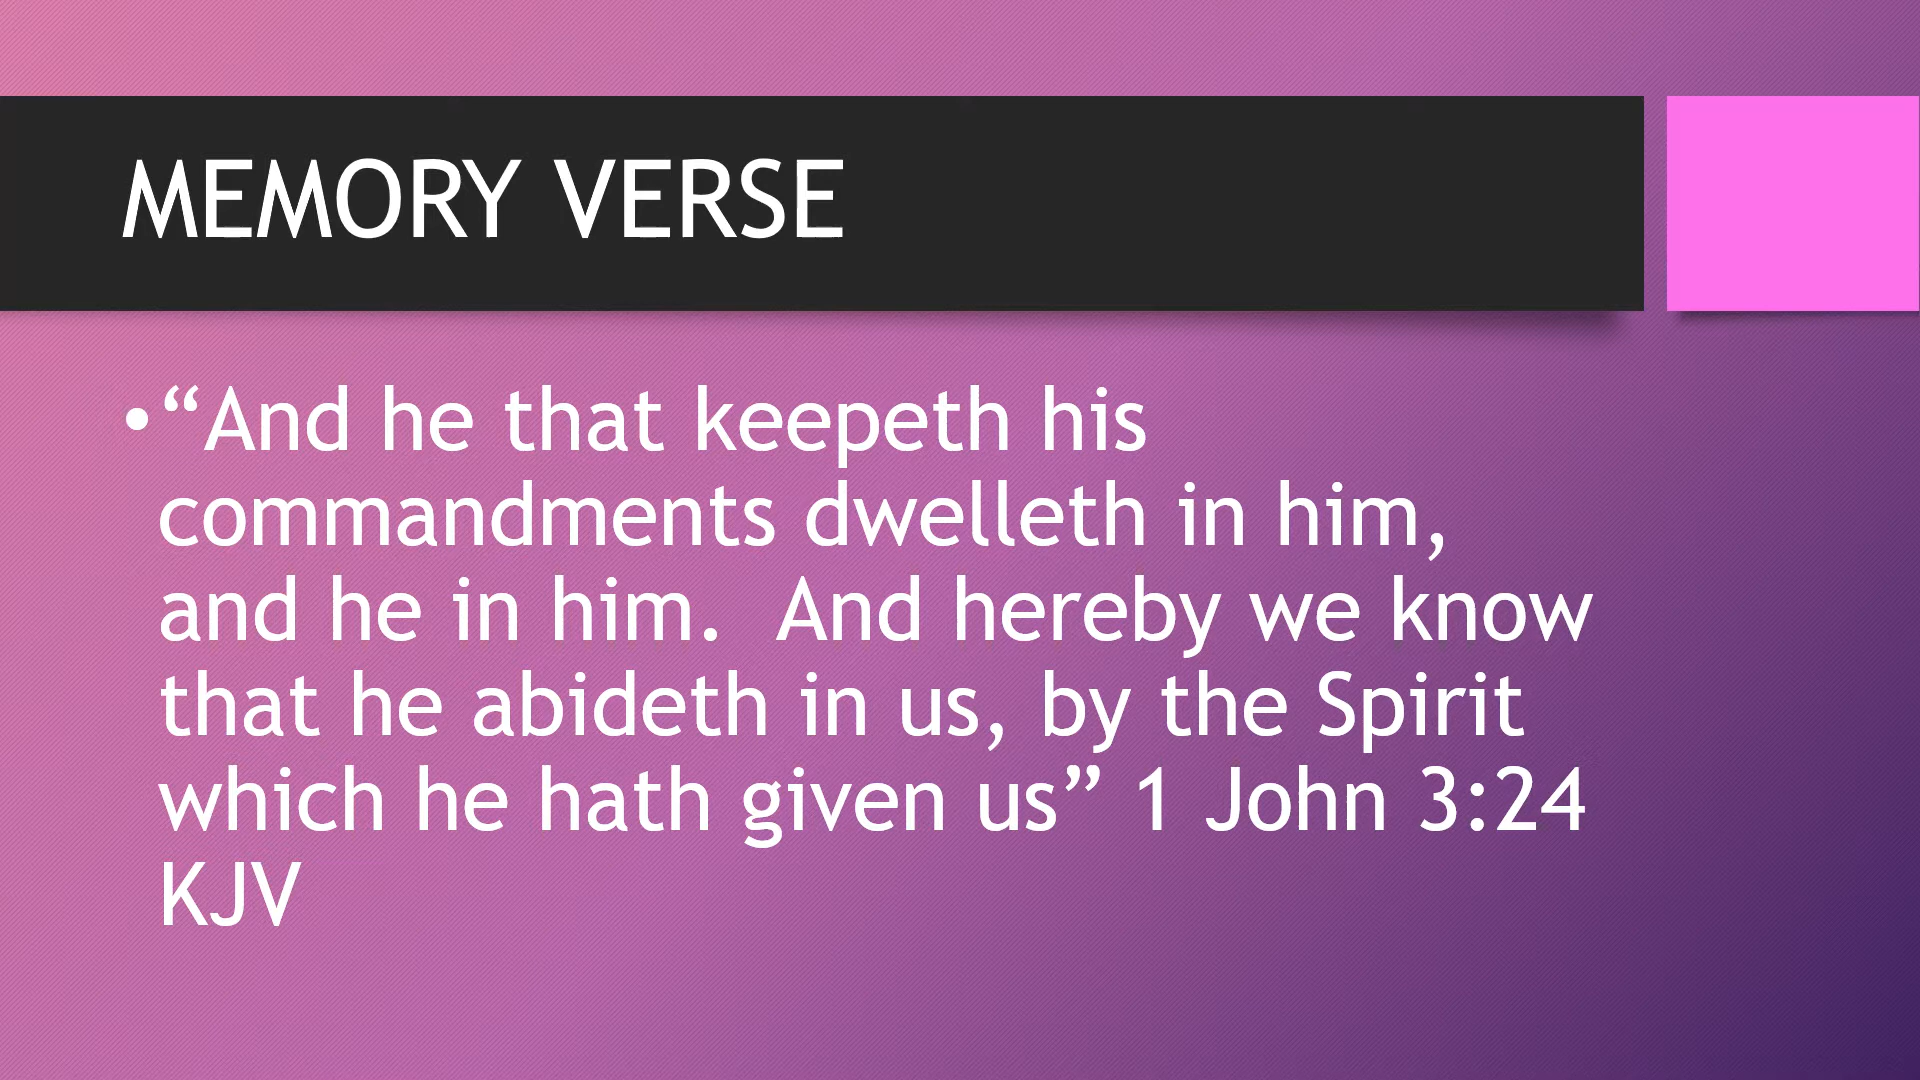 MEMORY VERSE
•“And he that keepeth his
commandments dwelleth in him,
and he in him.  And hereby we know
that he abideth in us, by the Spirit
which he hath given us” 1 John 3:24
KJV